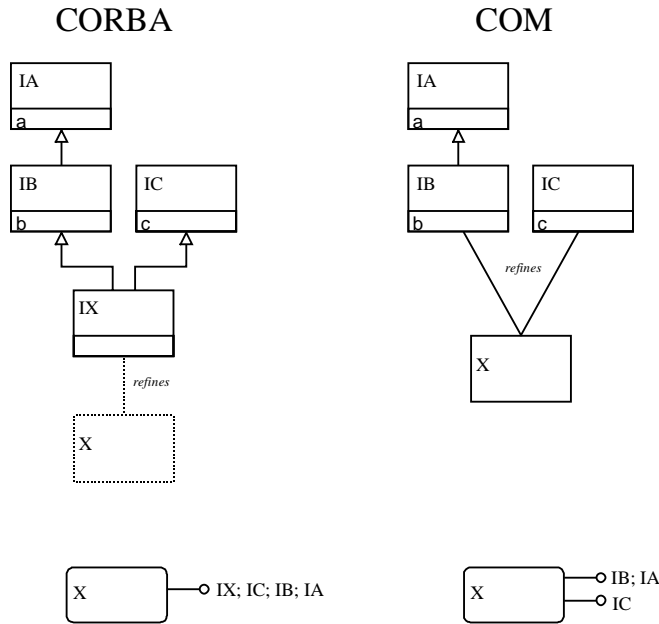 CORBA
COM
IA
a
IA
a
IB
b
IC
c
IB
b
IC
c
refines
IX
X
refines
X
X
IX; IC; IB; IA
X
IB; IA
IC